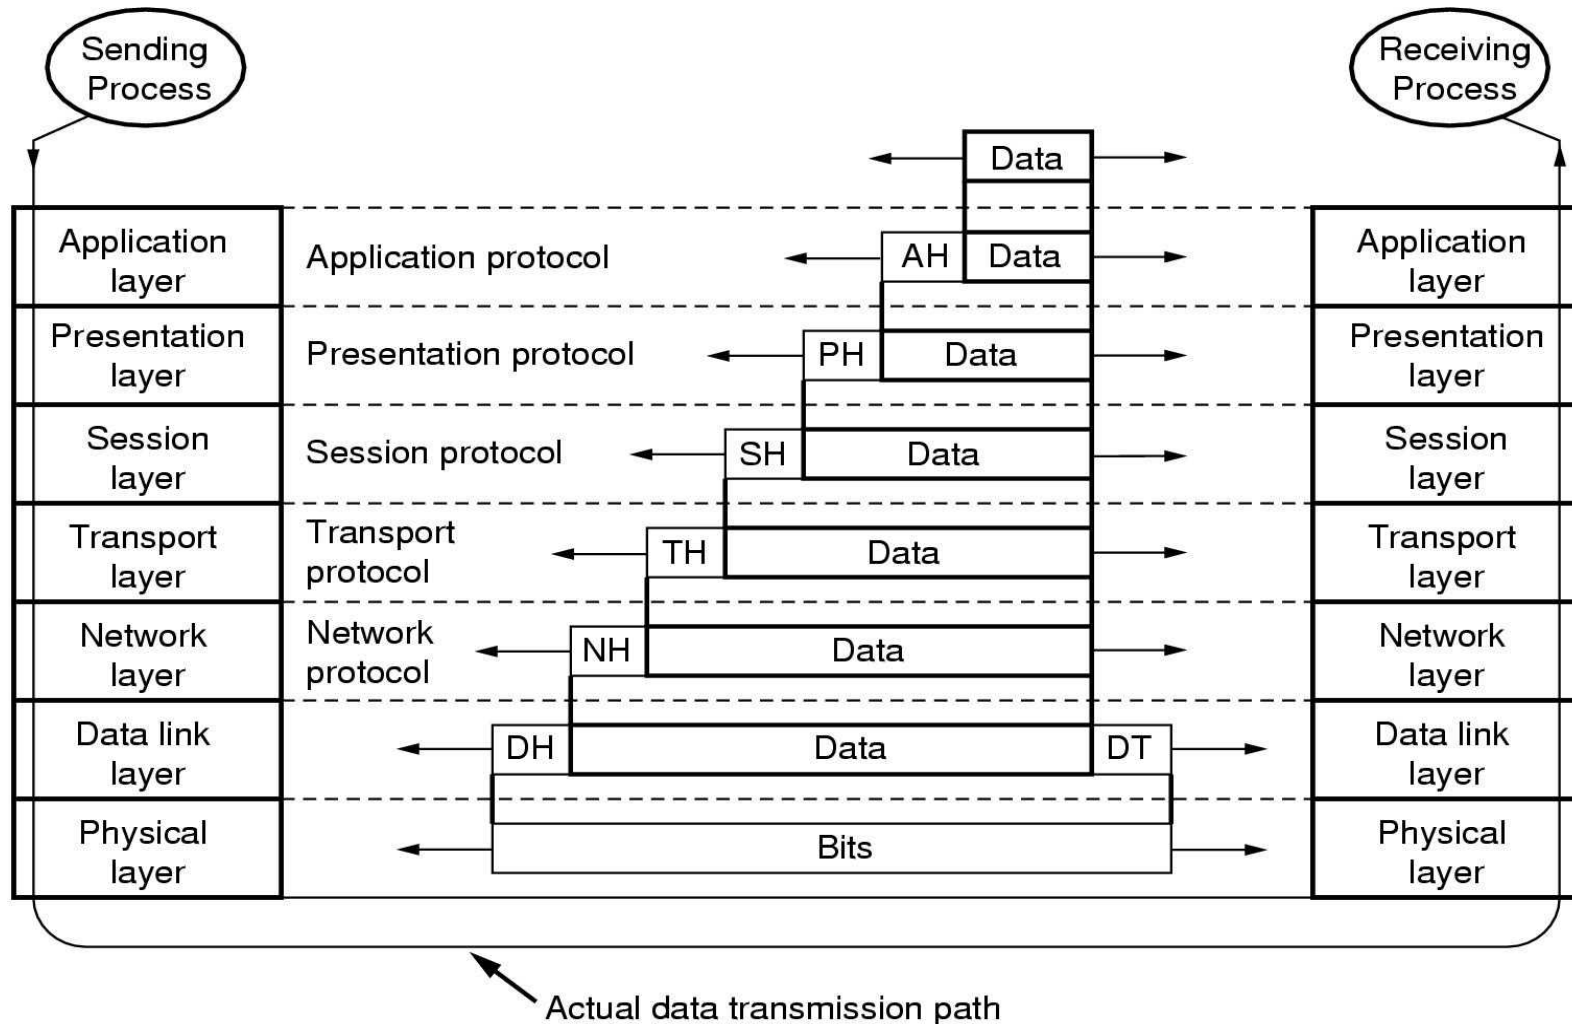 Sending
Process
Receiving
Process
Data
Application
layer
Application protocol
AH
Data
Application
layer
Presentation
layer
Presentation protocol
PH
Data
Presentation
layer
Session
layer
Session protocol
SH
Data
Session
layer
Transport
layer
Transport
protocol
TH
Data
Transport
layer
Network
layer
Network
protocol
NH
Data
Network
layer
Data link
layer
DH
Data
DT
Data link
layer
Physical
layer
Bits
Physical
layer
Actual data transmission path